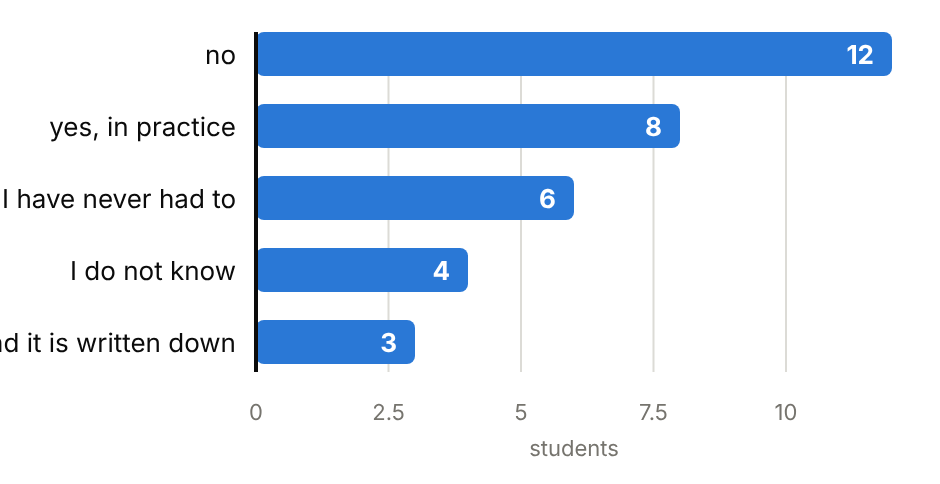 no 12
yes, in practice 8
I have never had to 6
I do not know 4
it is written down 3
0 2.5 5 7.5 10
students